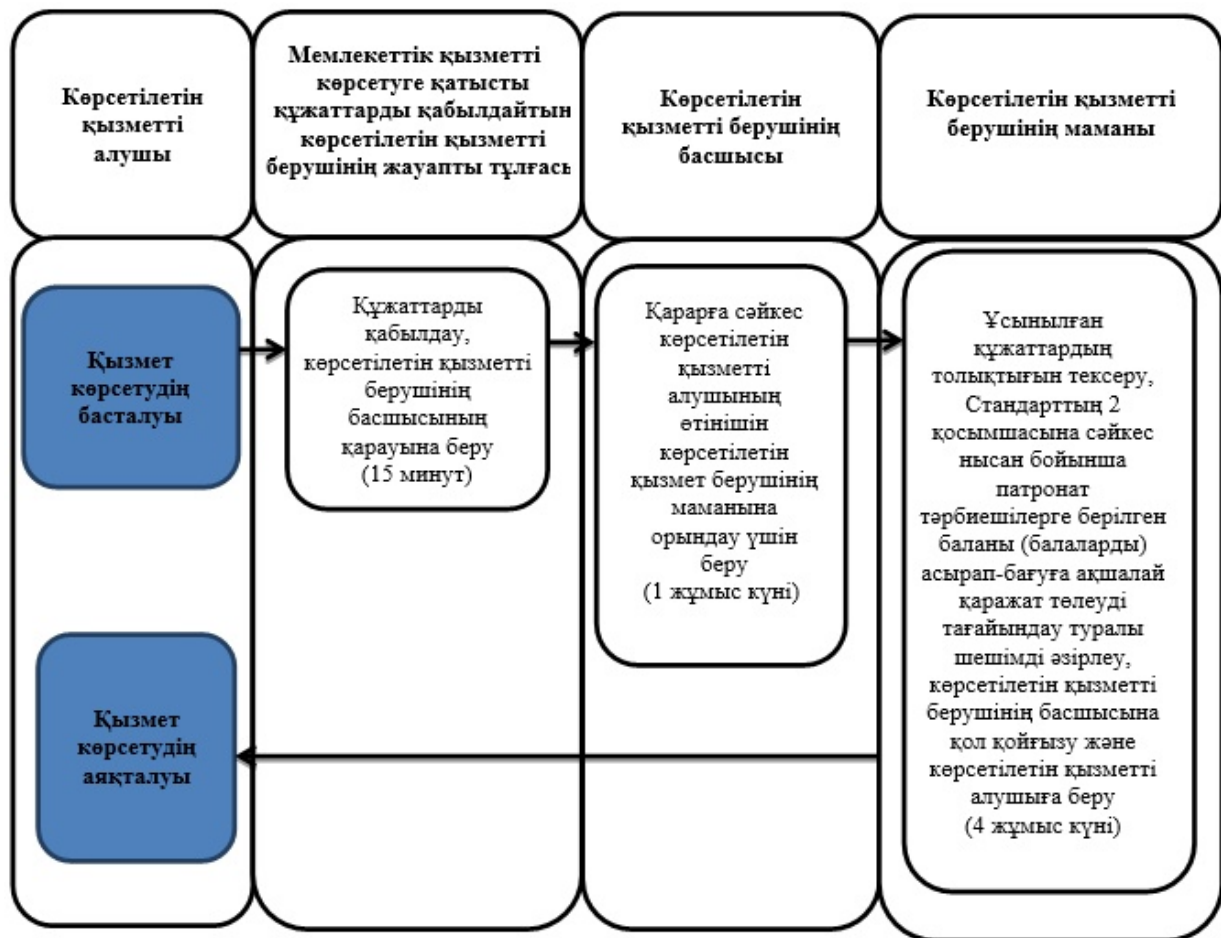 Көрсетілетін
қызметті
алушы
Мемлекеттік қызметті
көрсетуге қатысты
құжаттарды қабылдайтын
көрсетілетін қызметті
берушінің жауапты тұлғасы
Көрсетілетін
қызметті берушінің
басшысы
Көрсетілетін қызметті
берушінің маманы
Қызмет
көрсетудің
басталуы
Құжаттарды
қабылдау,
көрсетілетін қызметті
берушінің
басшысының
қарауына беру
(15 минут)
Қарарға сәйкес
көрсетілетін
қызметті
алушының
өтінішін
көрсетілетін
қызмет берушінің
маманына
орындау үшін
беру
(1 жұмыс күні)
Ұсынылған
құжаттардың
толықтығын тексеру,
Стандарттың 2
қосымшасына сәйкес
нысан бойынша
патронат
тәрбиешілерге берілген
баланы (балаларды)
асырап-бағуға ақшалай
қаражат төлеуді
тағайындау туралы
шешімді әзірлеу,
көрсетілетін қызметті
берушінің басшысына
қол қойғызу және
көрсетілетін қызметті
алушыға беру
(4 жұмыс күні)
Қызмет
көрсетудің
аяқталуы